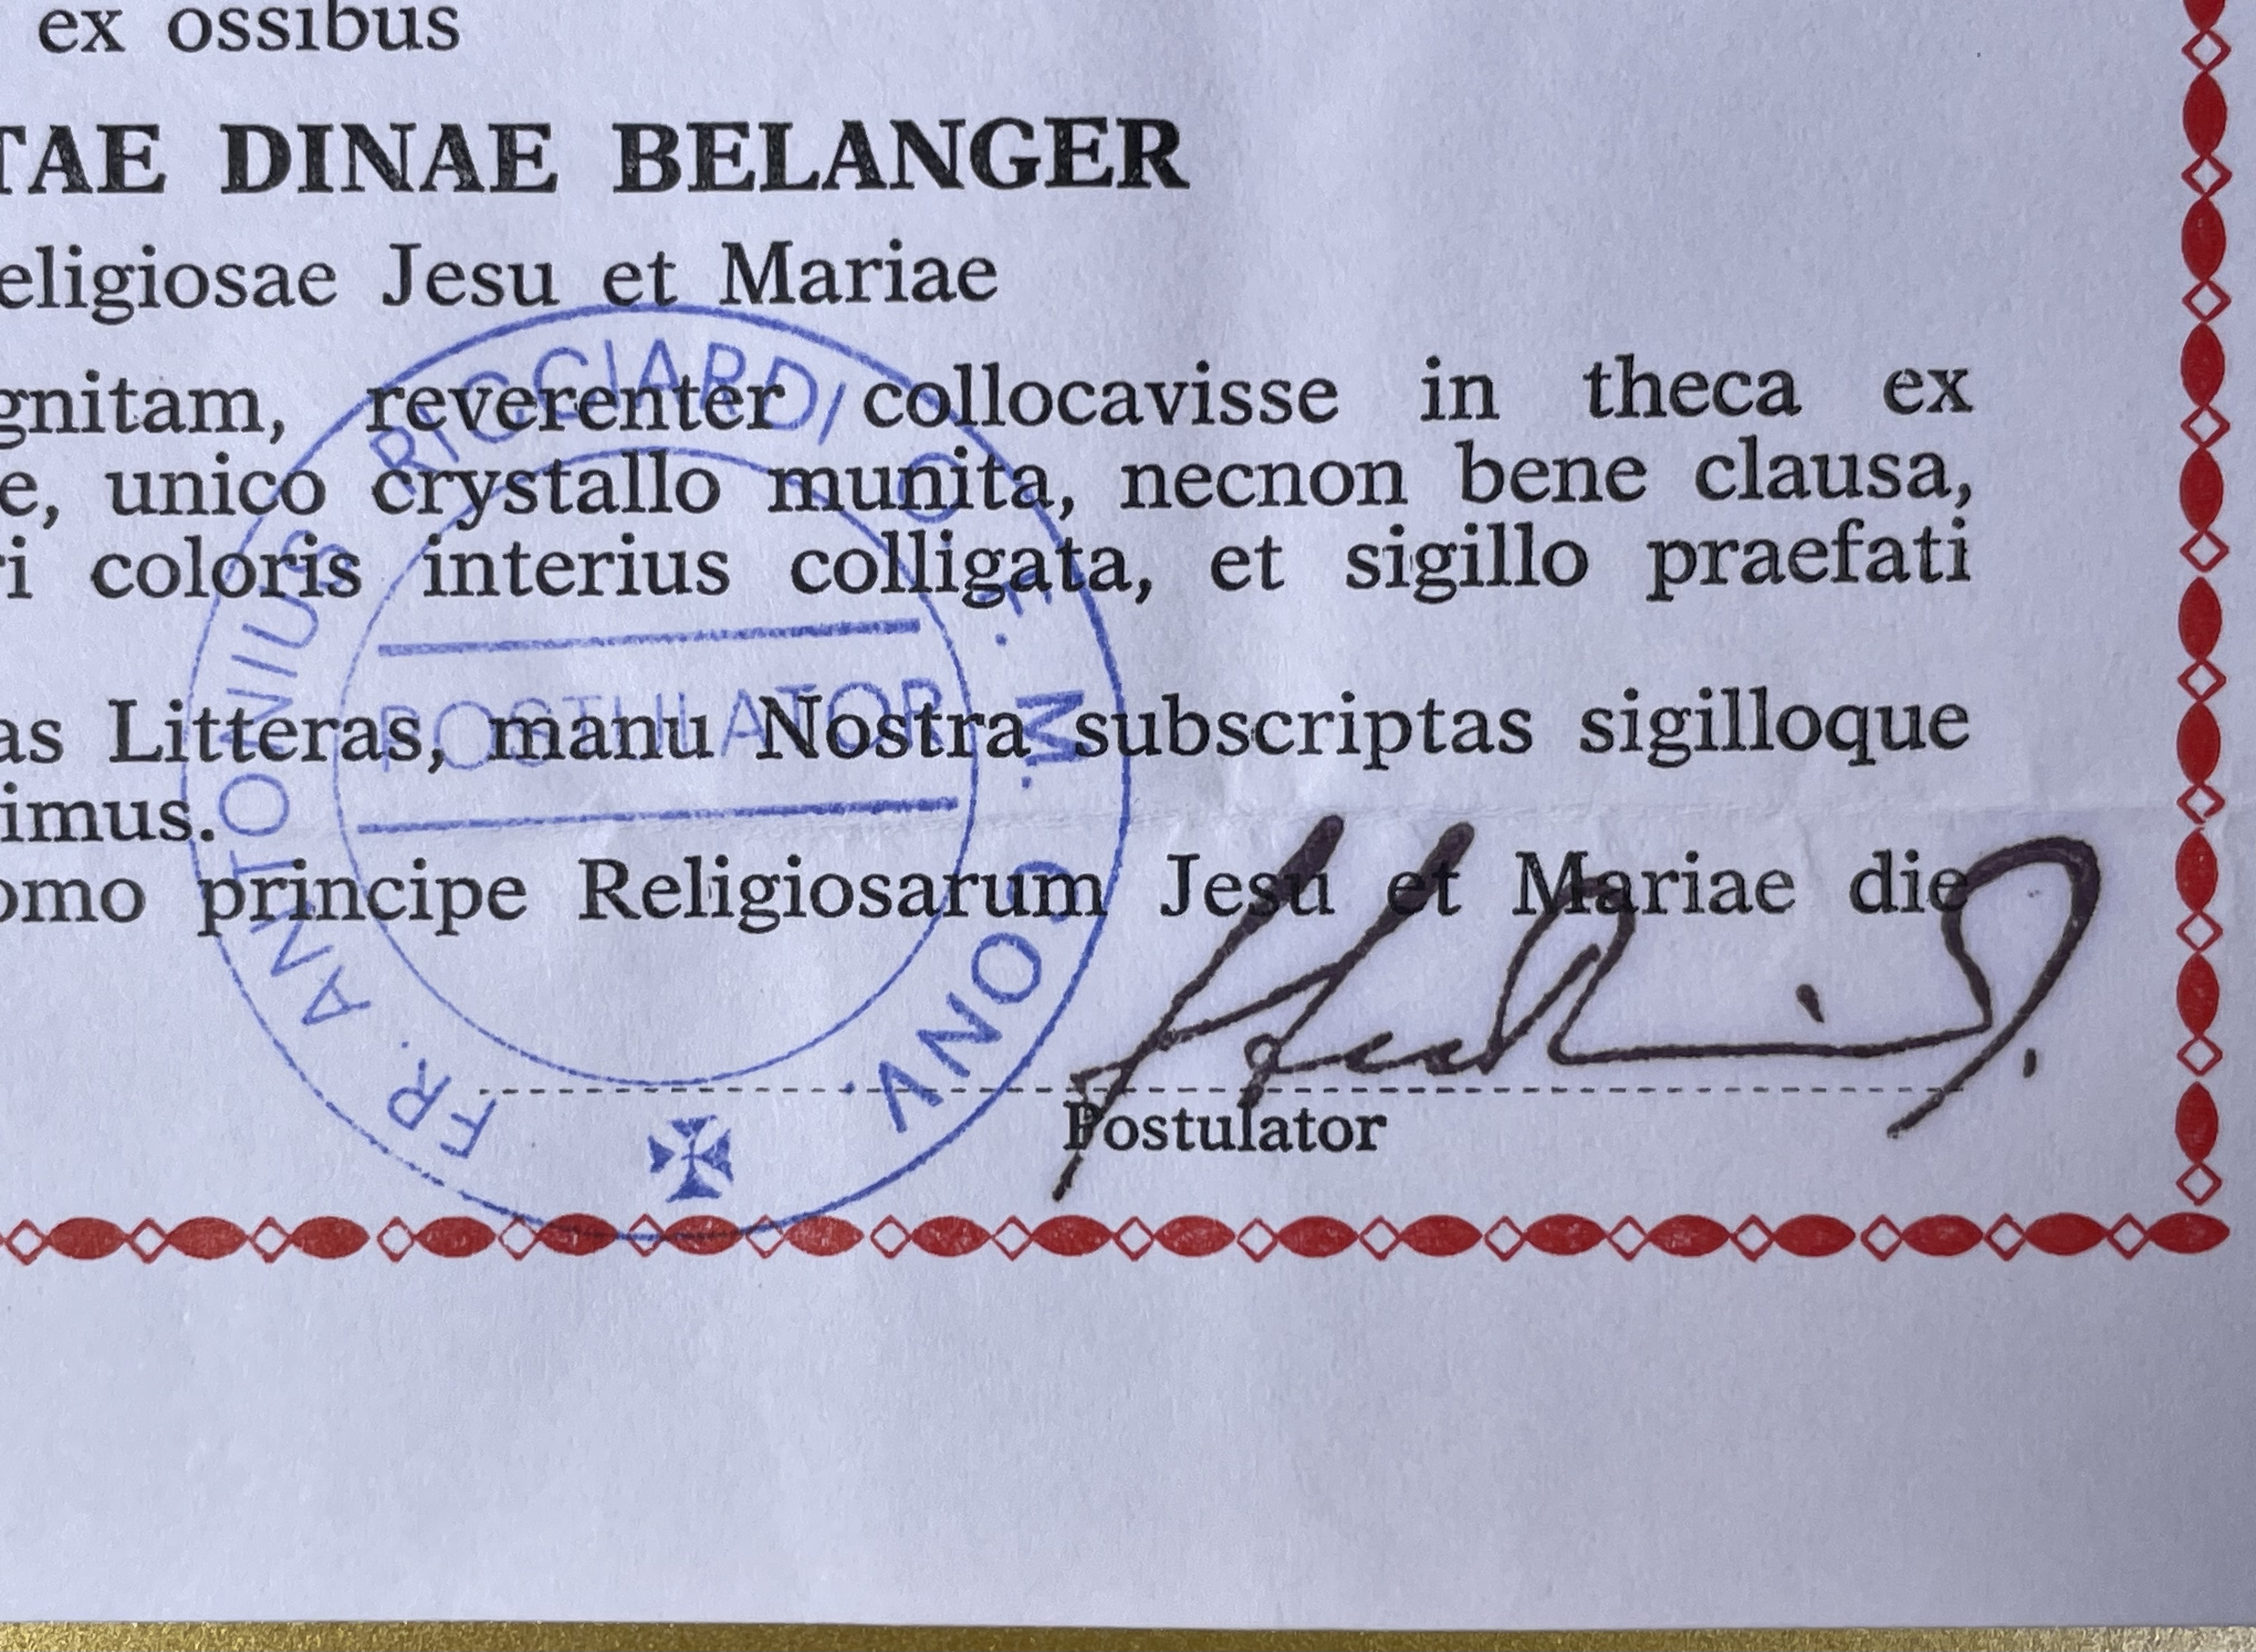 ex ossibus
TAE DINAE BELANGER
eligiosae Jesu et Mariae
gnitam, reverenter collocavisse in theca ex
e, unico crystallo munita, necnon bene clausa,
ri coloris interius colligata, et sigillo praefati
as Litteras, manu Nostra subscriptas sigilloque
imus.
omo principe Religiosarum Jesu et Mariae die
Postulator
FR. ANTONIUS RICCIARDI O.F.M. CONV.
POSTULATOR